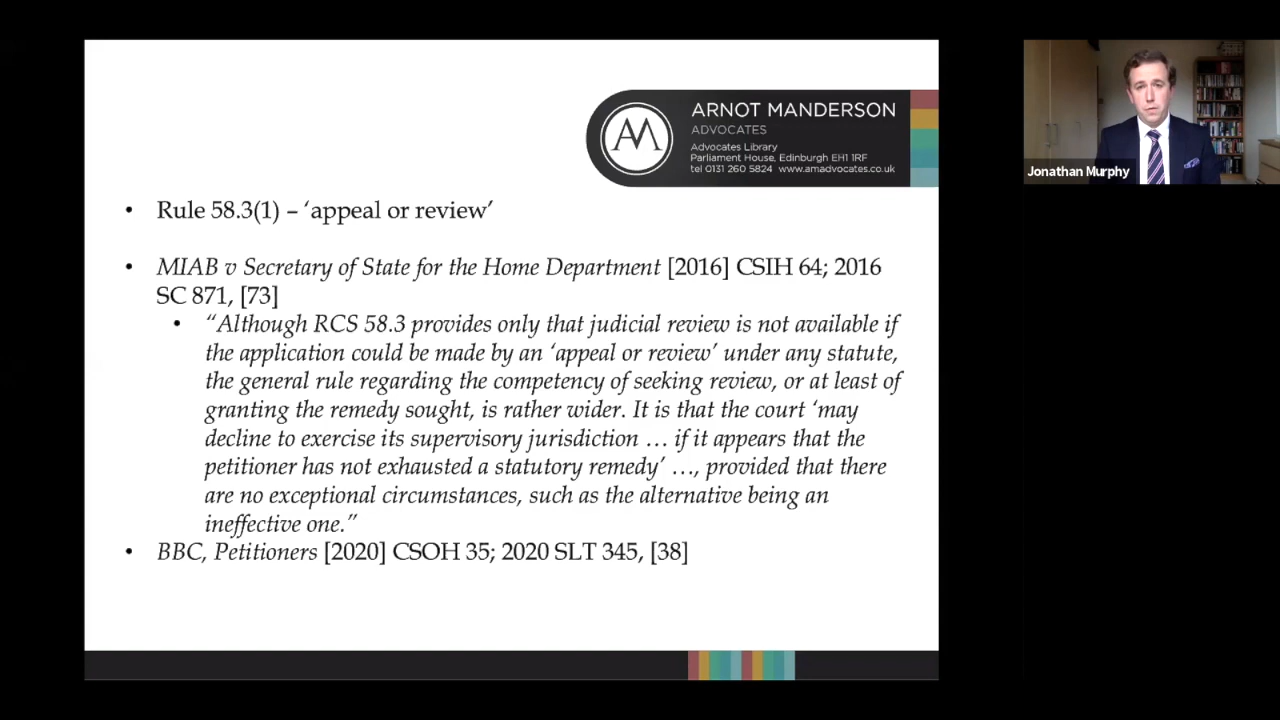 ARNOT MANDERSON
ADVOCATES
Advocates Library
Parliament House, Edinburgh EH1 1RF
tel 0131 260 5824 www.amadvocates.co.uk
AM
Jonathan Murphy
• Rule 58.3(1) – ‘appeal or review’
• MIAB v Secretary of State for the Home Department [2016] CSIH 64; 2016
SC 871, [73]
• “Although RCS 58.3 provides only that judicial review is not available if
the application could be made by an ‘appeal or review’ under any statute,
the general rule regarding the competency of seeking review, or at least of
granting the remedy sought, is rather wider. It is that the court ‘may
decline to exercise its supervisory jurisdiction … if it appears that the
petitioner has not exhausted a statutory remedy’ …, provided that there
are no exceptional circumstances, such as the alternative being an
ineffective one.”
• BBC, Petitioners [2020] CSOH 35; 2020 SLT 345, [38]